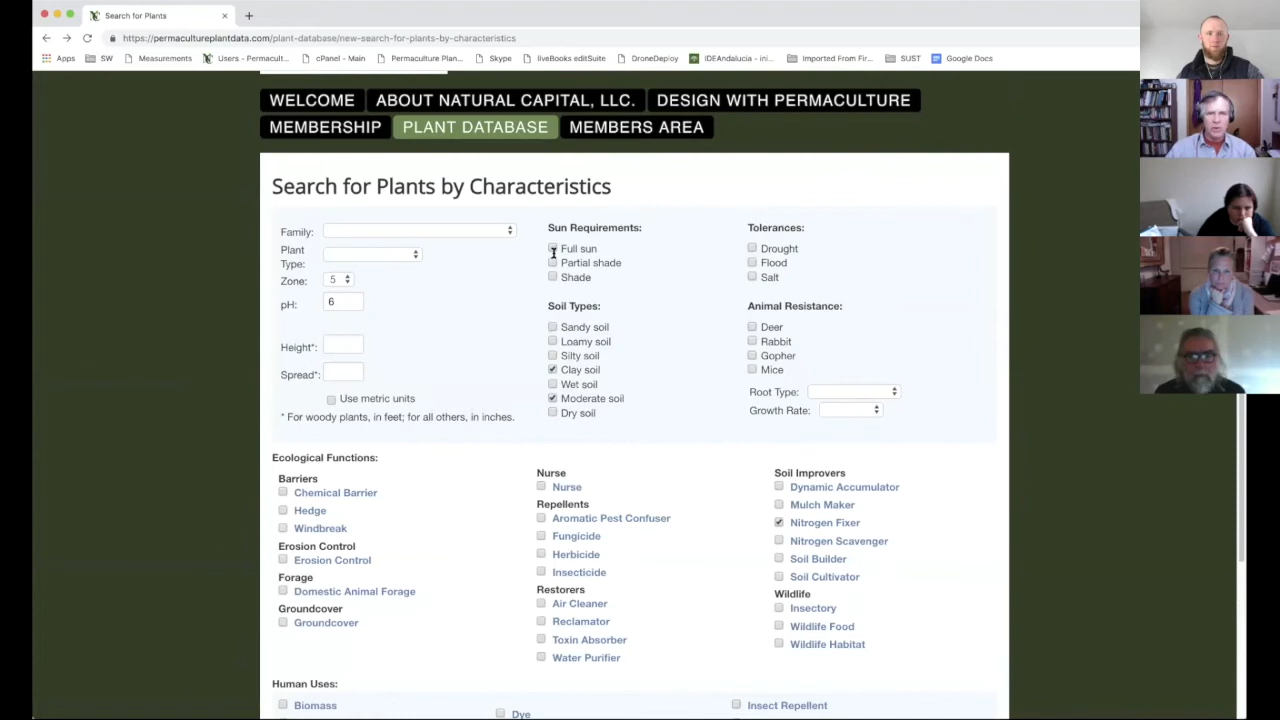 Search for Plants
https://permacultureplantdata.com/plant-database/new-search-for-plants-by-characteristics
Apps SW Measurements Users - Permacult... cPanel - Main Permaculture Plan... Skype liveBooks editSuite DroneDeploy IDEAndalucia - ini... Imported From Fir... SUST Google Docs
WELCOME ABOUT NATURAL CAPITAL, LLC. DESIGN WITH PERMACULTURE
MEMBERSHIP PLANT DATABASE MEMBERS AREA
Search for Plants by Characteristics
Family:
Plant
Type:
Zone: 5
pH: 6
Height*:
Spread*:
Use metric units
* For woody plants, in feet; for all others, in inches.
Sun Requirements:
Full sun
Partial shade
Shade
Soil Types:
Sandy soil
Loamy soil
Silty soil
Clay soil
Wet soil
Moderate soil
Dry soil
Tolerances:
Drought
Flood
Salt
Animal Resistance:
Deer
Rabbit
Gopher
Mice
Root Type:
Growth Rate:
Ecological Functions:
Barriers
Chemical Barrier
Hedge
Windbreak
Erosion Control
Erosion Control
Forage
Domestic Animal Forage
Groundcover
Groundcover
Nurse
Nurse
Repellents
Aromatic Pest Confuser
Fungicide
Herbicide
Insecticide
Restorers
Air Cleaner
Reclamator
Toxin Absorber
Water Purifier
Soil Improvers
Dynamic Accumulator
Mulch Maker
Nitrogen Fixer
Nitrogen Scavenger
Soil Builder
Soil Cultivator
Wildlife
Insectory
Wildlife Food
Wildlife Habitat
Human Uses:
Biomass
Dye
Insect Repellent